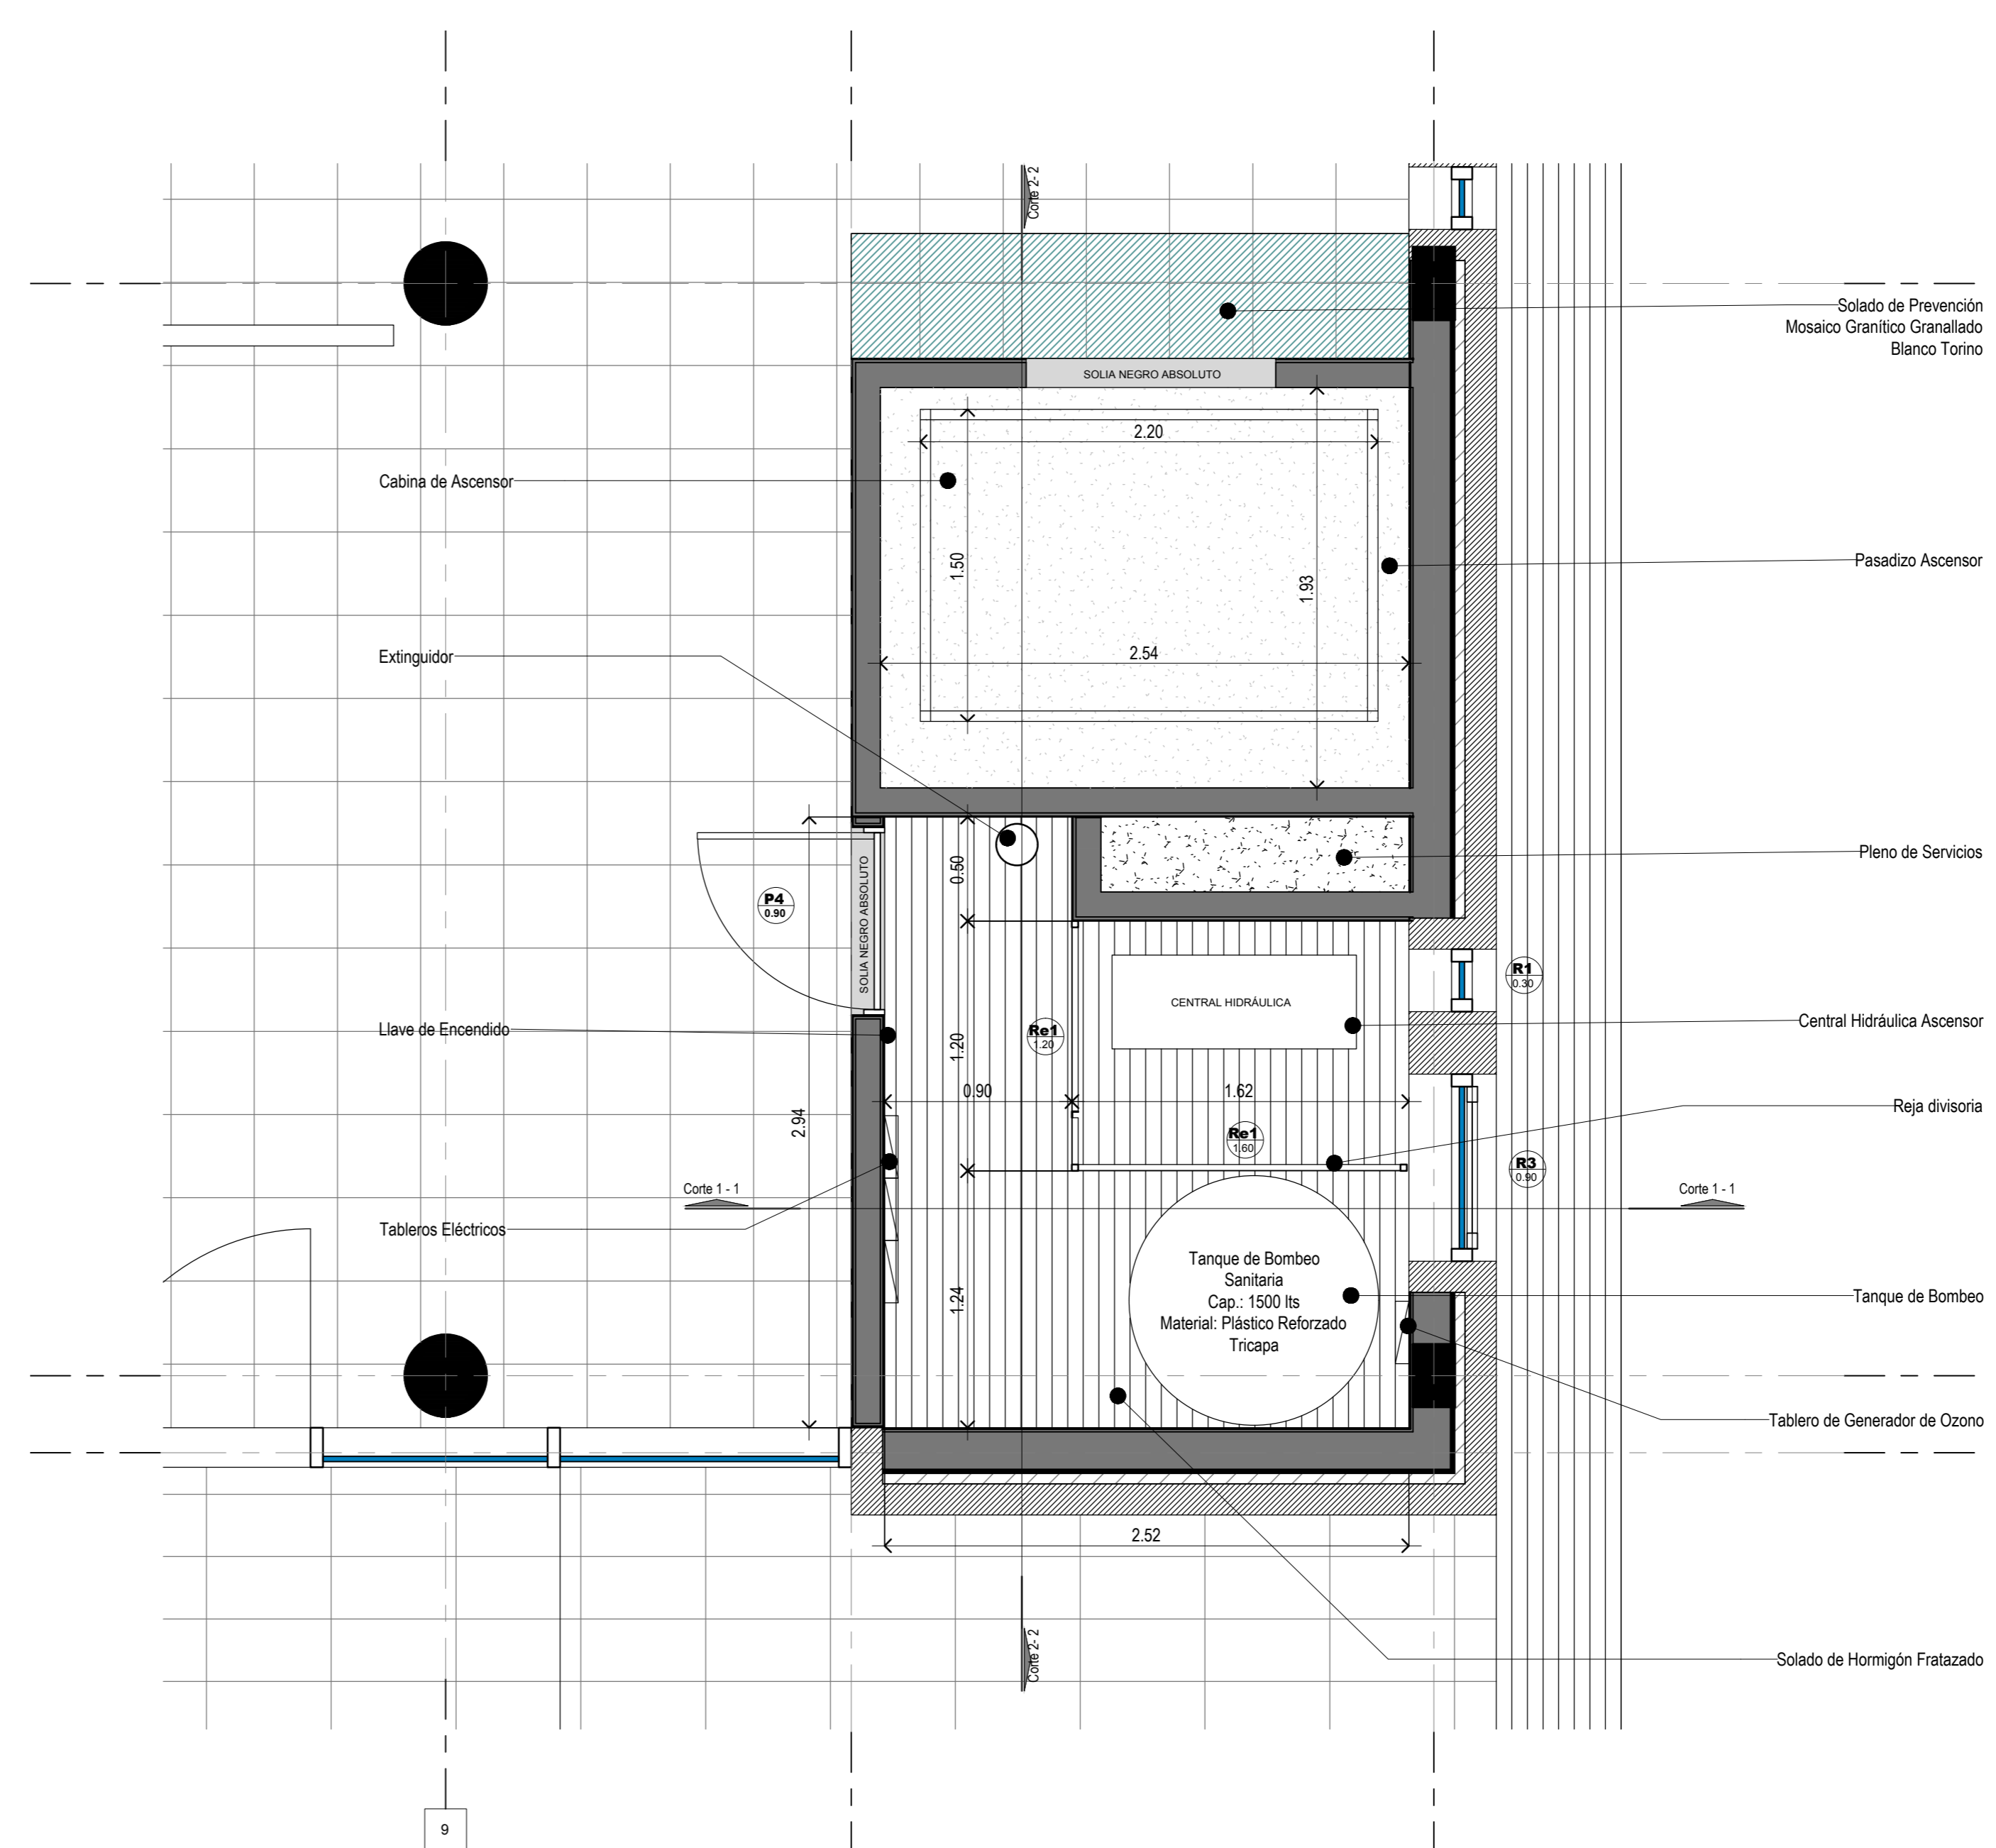 Corte 2- 2
Solado de Prevención
Mosaico Granítico Granallado
Blanco Torino
SOLIA NEGRO ABSOLUTO
2.20
Cabina de Ascensor
1.50
1.93
Pasadizo Ascensor
Extinguidor
2.54
SOLIA NEGRO ABSOLUTO
0.50
Pleno de Servicios
P4
0.90
R1
0.30
CENTRAL HIDRÁULICA
Central Hidráulica Ascensor
Llave de Encendido
Re1
1.20
1.20
0.90
1.62
2.94
Reja divisoria
Re1
1.60
R3
0.90
Corte 1 - 1
Corte 1 - 1
Tableros Eléctricos
Tanque de Bombeo
Sanitaria
Cap.: 1500 lts
Material: Plástico Reforzado
Tricapa
1.24
Tanque de Bombeo
Tablero de Generador de Ozono
2.52
Corte 2- 2
Solado de Hormigón Fratazado
9